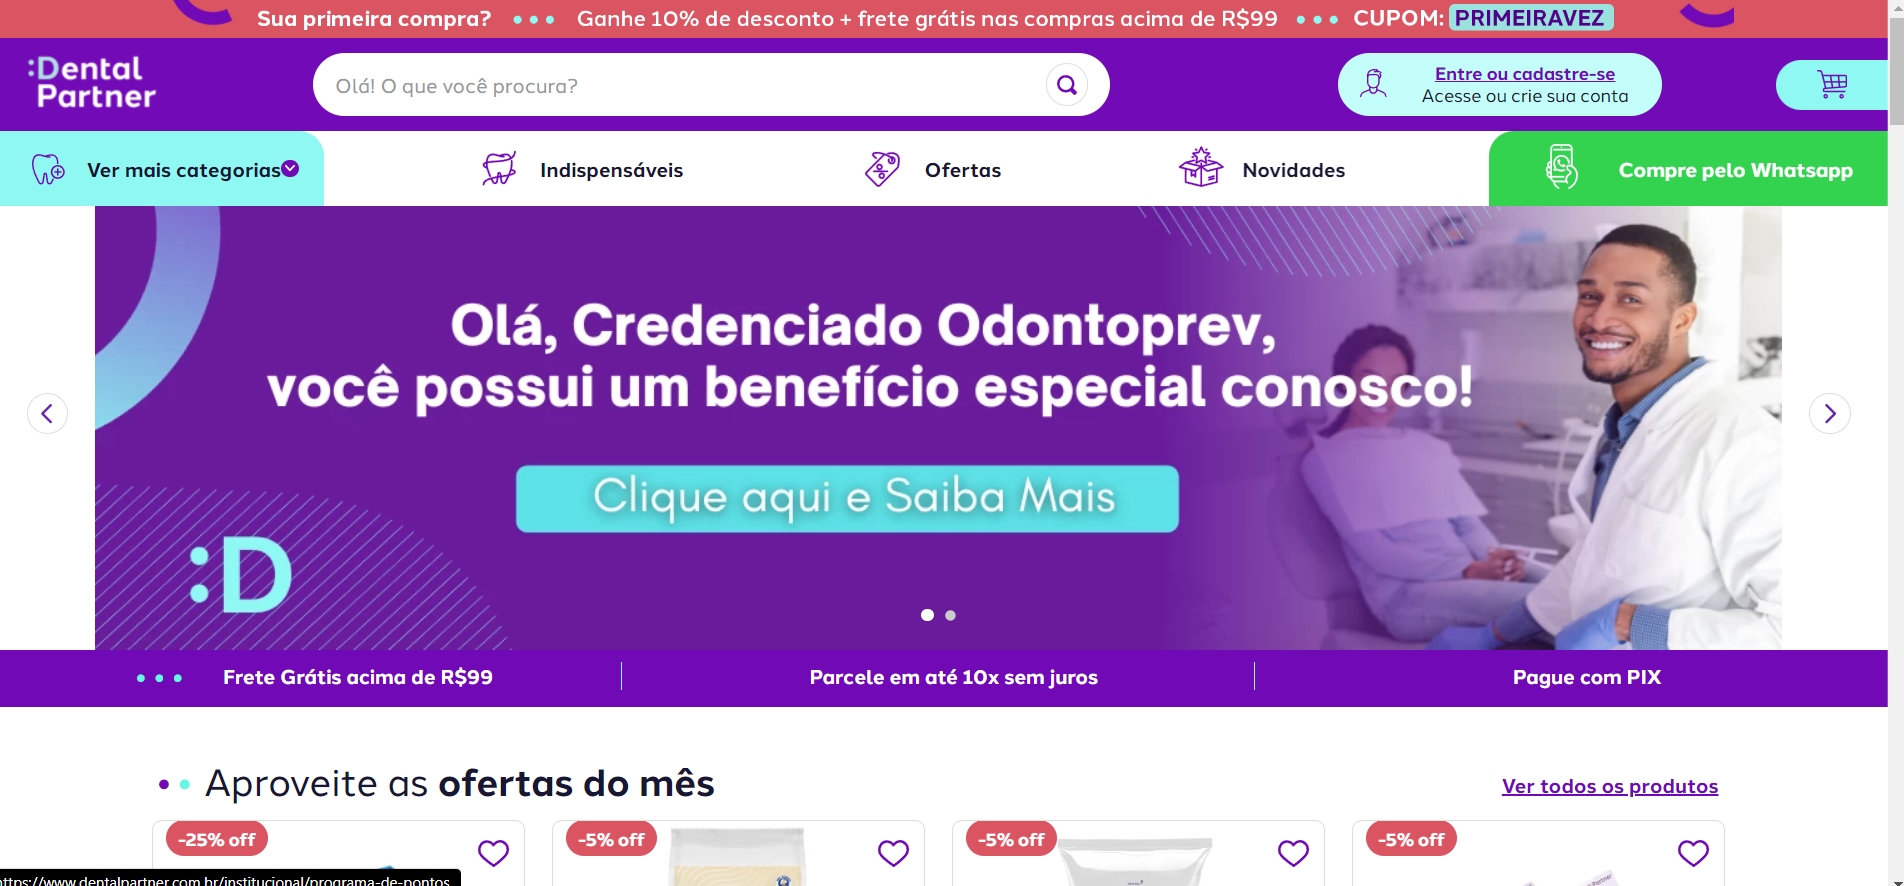 Sua primeira compra? Ganhe 10% de desconto + frete grátis nas compras acima de R$99 CUPOM: PRIMEIRAVEZ
:Dental
Partner
Olá! O que você procura?
Entre ou cadastre-se
Acesse ou crie sua conta
Ver mais categorias
Indispensáveis
Ofertas
Novidades
Compre pelo Whatsapp
Olá, Credenciado Odontoprev,
você possui um benefício especial conosco!
Clique aqui e Saiba Mais
:D
Frete Grátis acima de R$99
Parcele em até 10x sem juros
Pague com PIX
Aproveite as ofertas do mês
Ver todos os produtos
-25% off
-5% off
-5% off
-5% off
https://www.dentalpartner.com.br/institucional/programa-de-pontos